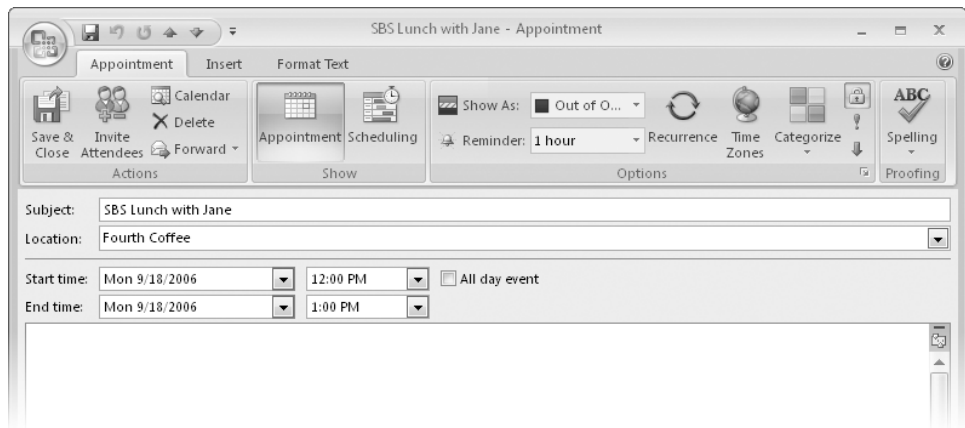 SBS Lunch with Jane - Appointment
Appointment Insert Format Text
Save & Close
Invite Attendees
Calendar
Delete
Forward
Actions
Appointment
Scheduling
Show
Show As: Out of O...
Reminder: 1 hour
Recurrence
Time Zones
Categorize
Options
ABC
Spelling
Proofing
Subject: SBS Lunch with Jane
Location: Fourth Coffee
Start time: Mon 9/18/2006 12:00 PM All day event
End time: Mon 9/18/2006 1:00 PM